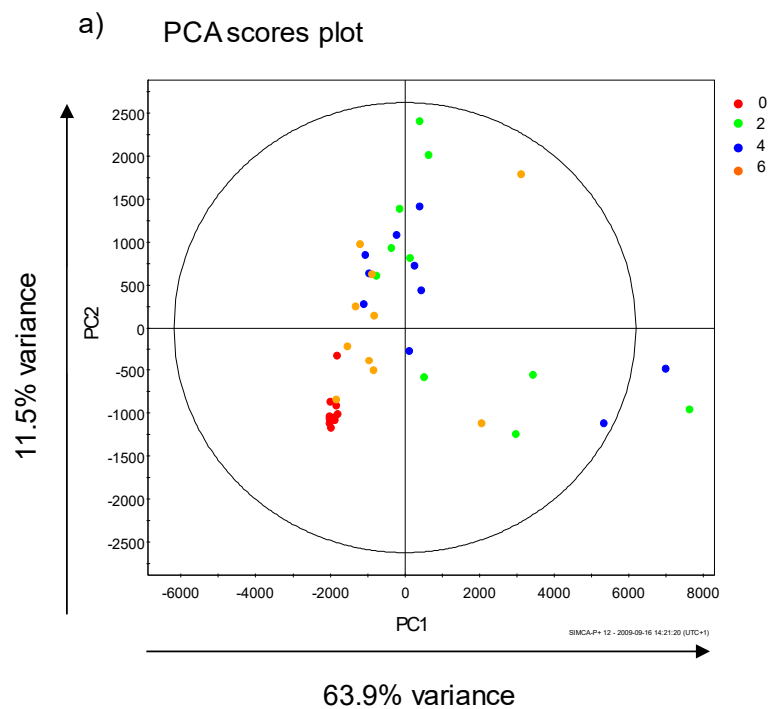 a) PCA scores plot
0
2
4
6
2500
2000
1500
1000
500
0
-500
-1000
-1500
-2000
-2500
PC2
11.5% variance
-6000 -4000 -2000 0 2000 4000 6000 8000
PC1
SIMCA-P+ 12 - 2009-09-16 14:21:20 (UTC+1)
63.9% variance